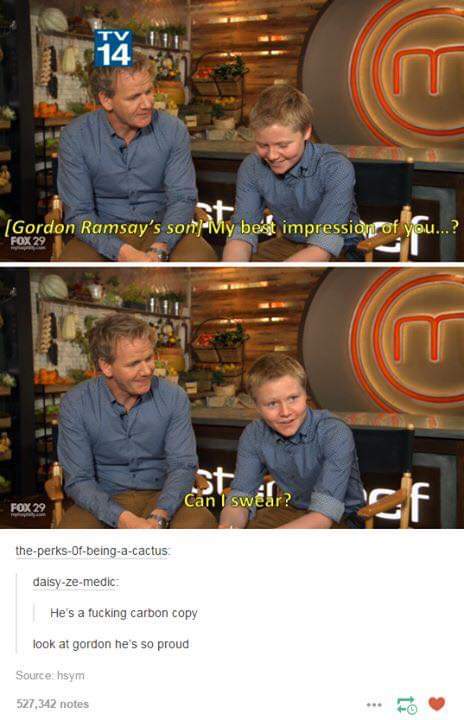 TV
14
[Gordon Ramsay's son] My best impression of you...?
FOX 29
Can I swear?
FOX 29
ef
the-perks-0f-being-a-cactus:
daisy-ze-medic:
He's a fucking carbon copy
look at gordon he's so proud
Source: hsym
527,342 notes